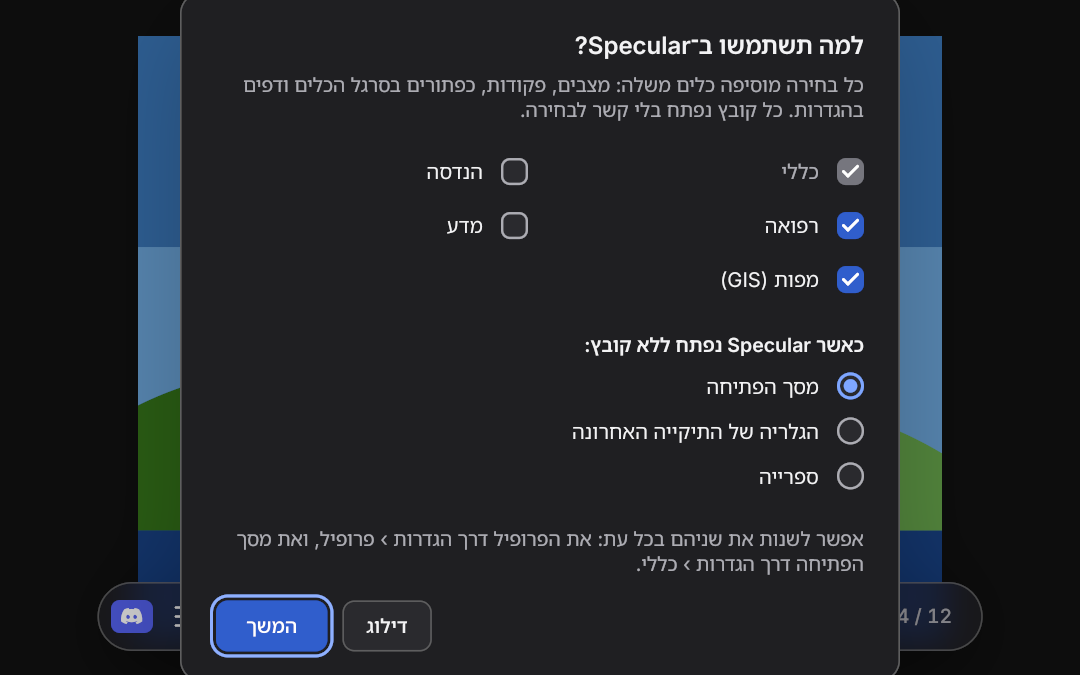 למה תשתמשו ב־Specular?
כל בחירה מוסיפה כלים משלה: מצבים, פקודות, כפתורים בסרגל הכלים ודפים
בהגדרות. כל קובץ נפתח בלי קשר לבחירה.
כללי
הנדסה
רפואה
מדע
מפות (GIS)
כאשר Specular נפתח ללא קובץ:
מסך הפתיחה
הגלריה של התיקייה האחרונה
ספרייה
אפשר לשנות את שניהם בכל עת: את הפרופיל דרך הגדרות › פרופיל, ואת מסך
הפתיחה דרך הגדרות › כללי.
דילוג
המשך
4 / 12